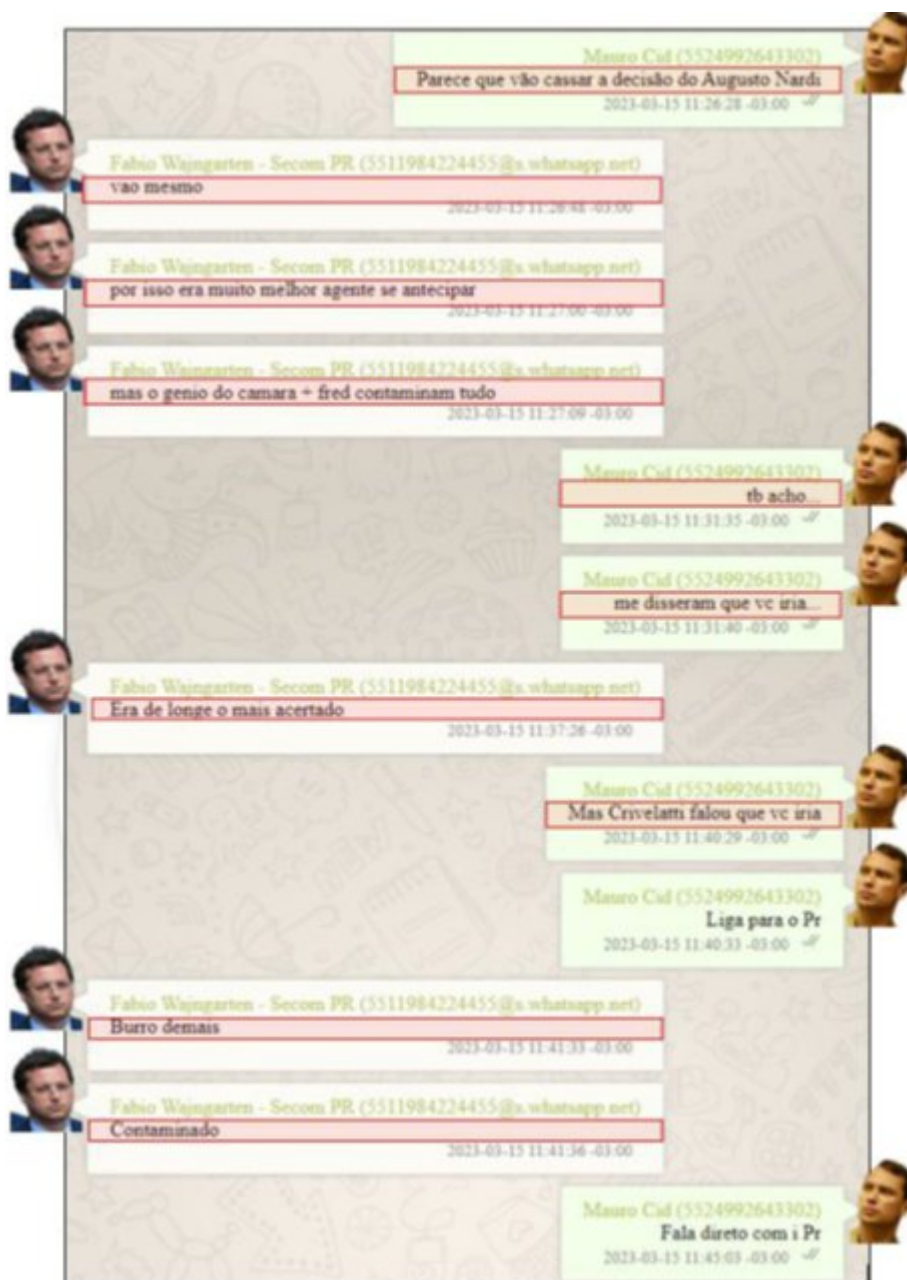 Mauro Cid (5524992643302)
Parece que vão cassar a decisão do Augusto Nardi
2023-03-15 11:26:28 -03:00
Fabio Wajngarten - Secom PR (5511984224455@s.whatsapp.net)
vao mesmo
2023-03-15 11:26:48 -03:00
Fabio Wajngarten - Secom PR (5511984224455@s.whatsapp.net)
por isso era muito melhor agente se antecipar
2023-03-15 11:27:00 -03:00
Fabio Wajngarten - Secom PR (5511984224455@s.whatsapp.net)
mas o genio do camara + fred contaminam tudo
2023-03-15 11:27:09 -03:00
Mauro Cid (5524992643302)
tb acho...
2023-03-15 11:31:35 -03:00
Mauro Cid (5524992643302)
me disseram que vc iria...
2023-03-15 11:31:40 -03:00
Fabio Wajngarten - Secom PR (5511984224455@s.whatsapp.net)
Era de longe o mais acertado
2023-03-15 11:37:26 -03:00
Mauro Cid (5524992643302)
Mas Crivelatti falou que vc iria
2023-03-15 11:40:29 -03:00
Mauro Cid (5524992643302)
Liga para o Pr
2023-03-15 11:40:33 -03:00
Fabio Wajngarten - Secom PR (5511984224455@s.whatsapp.net)
Burro demais
2023-03-15 11:41:33 -03:00
Fabio Wajngarten - Secom PR (5511984224455@s.whatsapp.net)
Contaminado
2023-03-15 11:41:36 -03:00
Mauro Cid (5524992643302)
Fala direto com i Pr
2023-03-15 11:45:03 -03:00